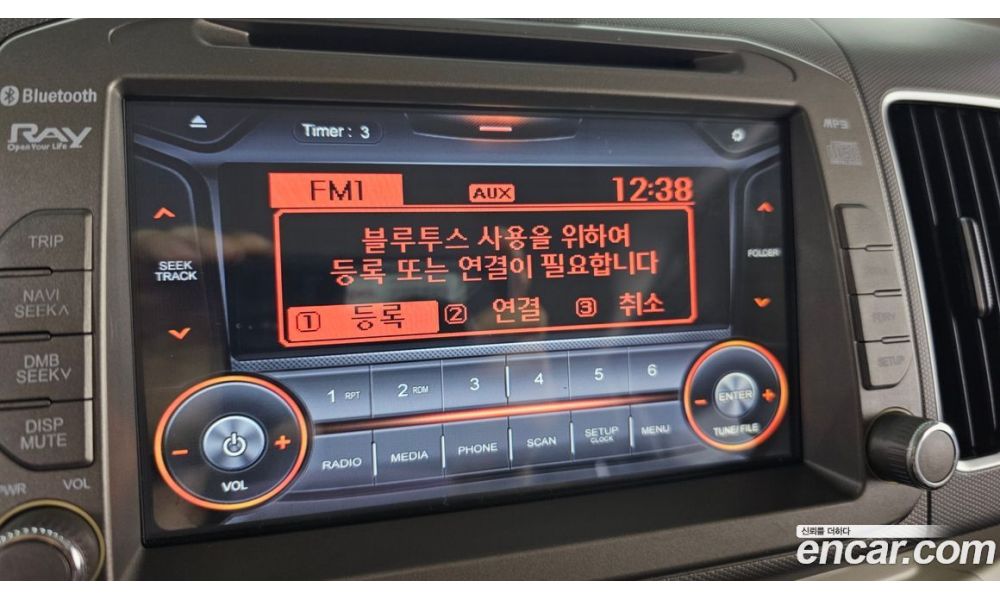 Bluetooth
RAY
Open Your Life
TRIP
NAVI
SEEK∧
DMB
SEEK∨
DISP
MUTE
PWR VOL
Timer : 3
FM1 AUX 12:38
블루투스 사용을 위하여
등록 또는 연결이 필요합니다
① 등록 ② 연결 ③ 취소
SEEK
TRACK
FOLDER
1 RPT 2 RDM 3 4 5 6
RADIO MEDIA PHONE SCAN SETUP CLOCK MENU
- + VOL
- ENTER + TUNE/FILE
MP3
SETUP
신뢰를 더하다
encar.com